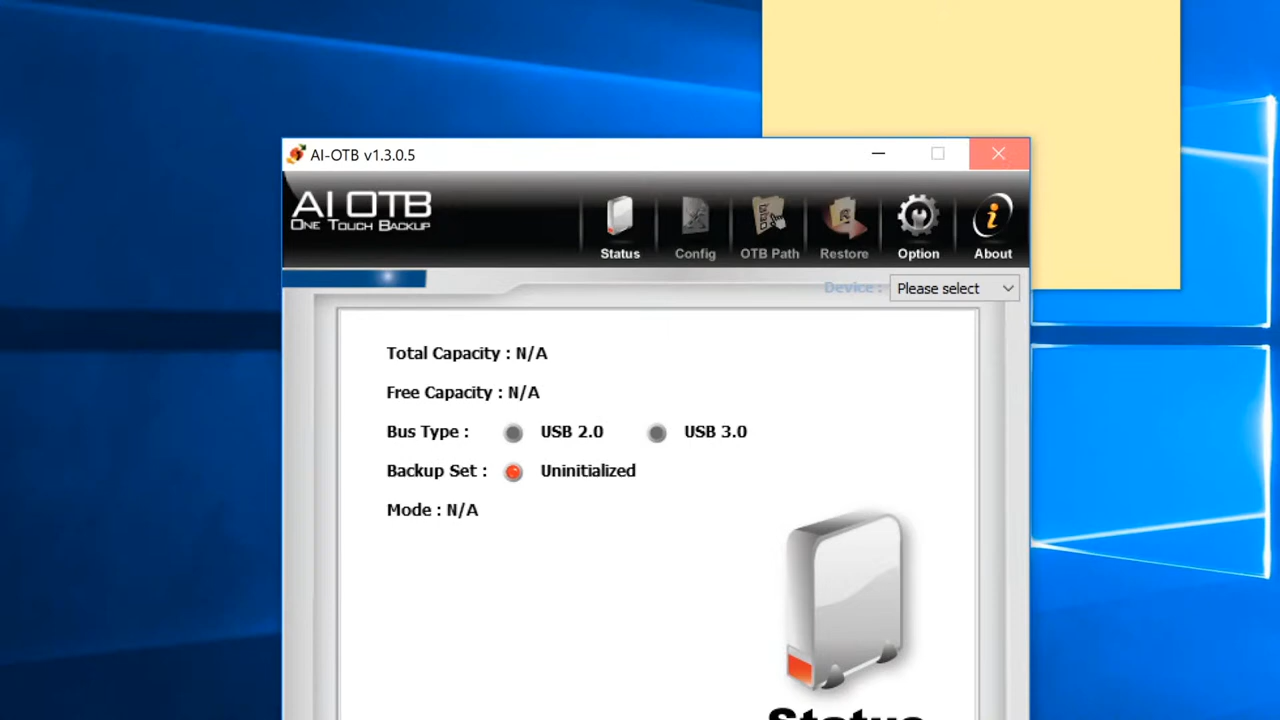 AI-OTB v1.3.0.5
AI OTB
ONE TOUCH BACKUP
Status
Config
OTB Path
Restore
Option
About
Device :
Please select
Total Capacity : N/A
Free Capacity : N/A
Bus Type : USB 2.0 USB 3.0
Backup Set : Uninitialized
Mode : N/A
Status